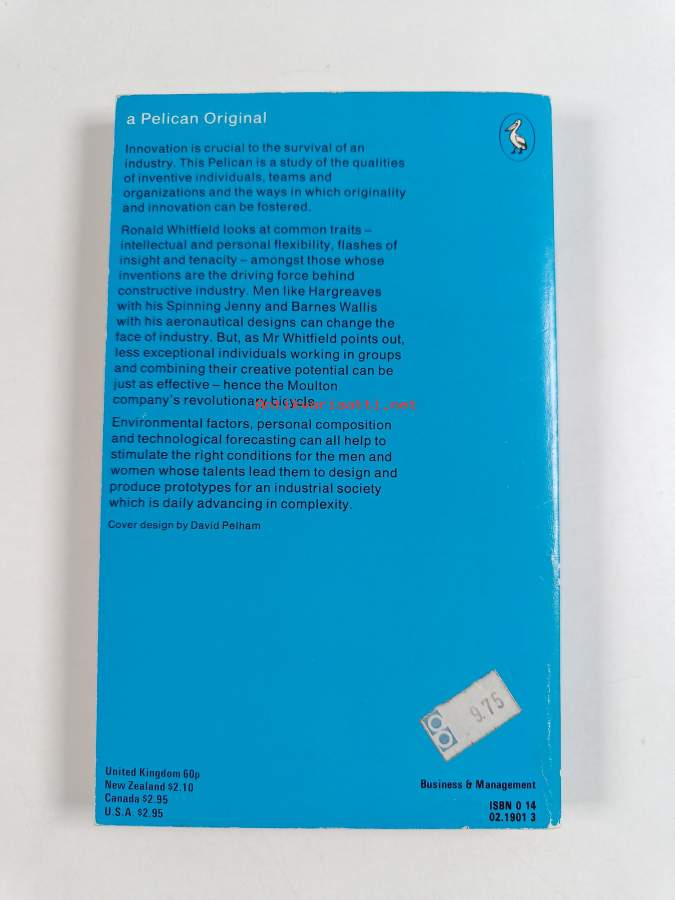 a Pelican Original
Innovation is crucial to the survival of an
industry. This Pelican is a study of the qualities
of inventive individuals, teams and
organizations and the ways in which originality
and innovation can be fostered.
Ronald Whitfield looks at common traits –
intellectual and personal flexibility, flashes of
insight and tenacity – amongst those whose
inventions are the driving force behind
constructive industry. Men like Hargreaves
with his Spinning Jenny and Barnes Wallis
with his aeronautical designs can change the
face of industry. But, as Mr Whitfield points out,
less exceptional individuals working in groups
and combining their creative potential can be
just as effective – hence the Moulton
company's revolutionary bicycle.
Antikvariaatti.net
Environmental factors, personal composition
and technological forecasting can all help to
stimulate the right conditions for the men and
women whose talents lead them to design and
produce prototypes for an industrial society
which is daily advancing in complexity.
Cover design by David Pelham
9.75
United Kingdom 60p
New Zealand $2.10
Canada $2.95
U.S.A. $2.95
Business & Management
ISBN 0 14
02.1901 3